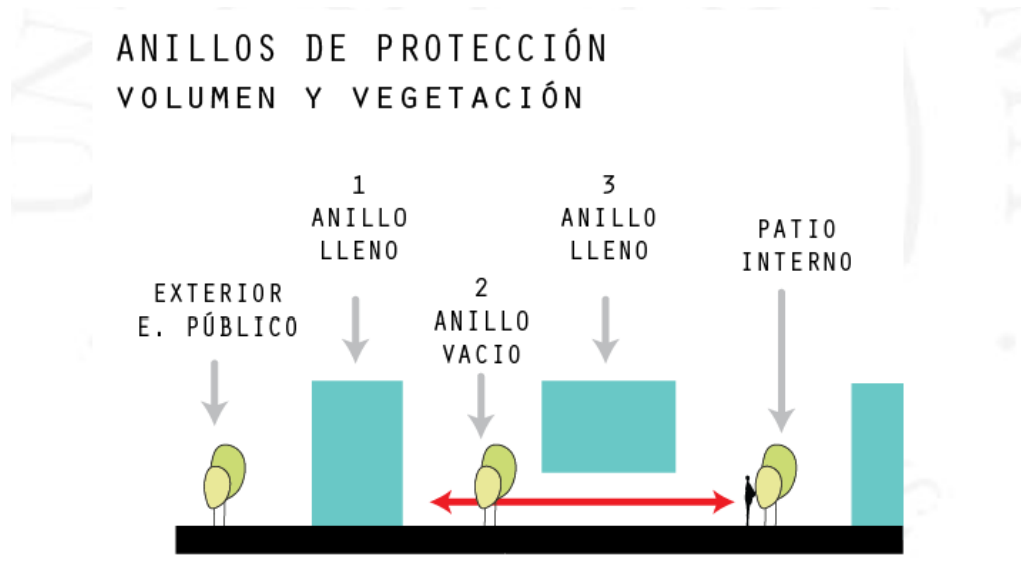 ANILLOS DE PROTECCIÓN
VOLUMEN Y VEGETACIÓN
1
ANILLO
LLENO
3
ANILLO
LLENO
PATIO
INTERNO
EXTERIOR
E. PÚBLICO
2
ANILLO
VACIO